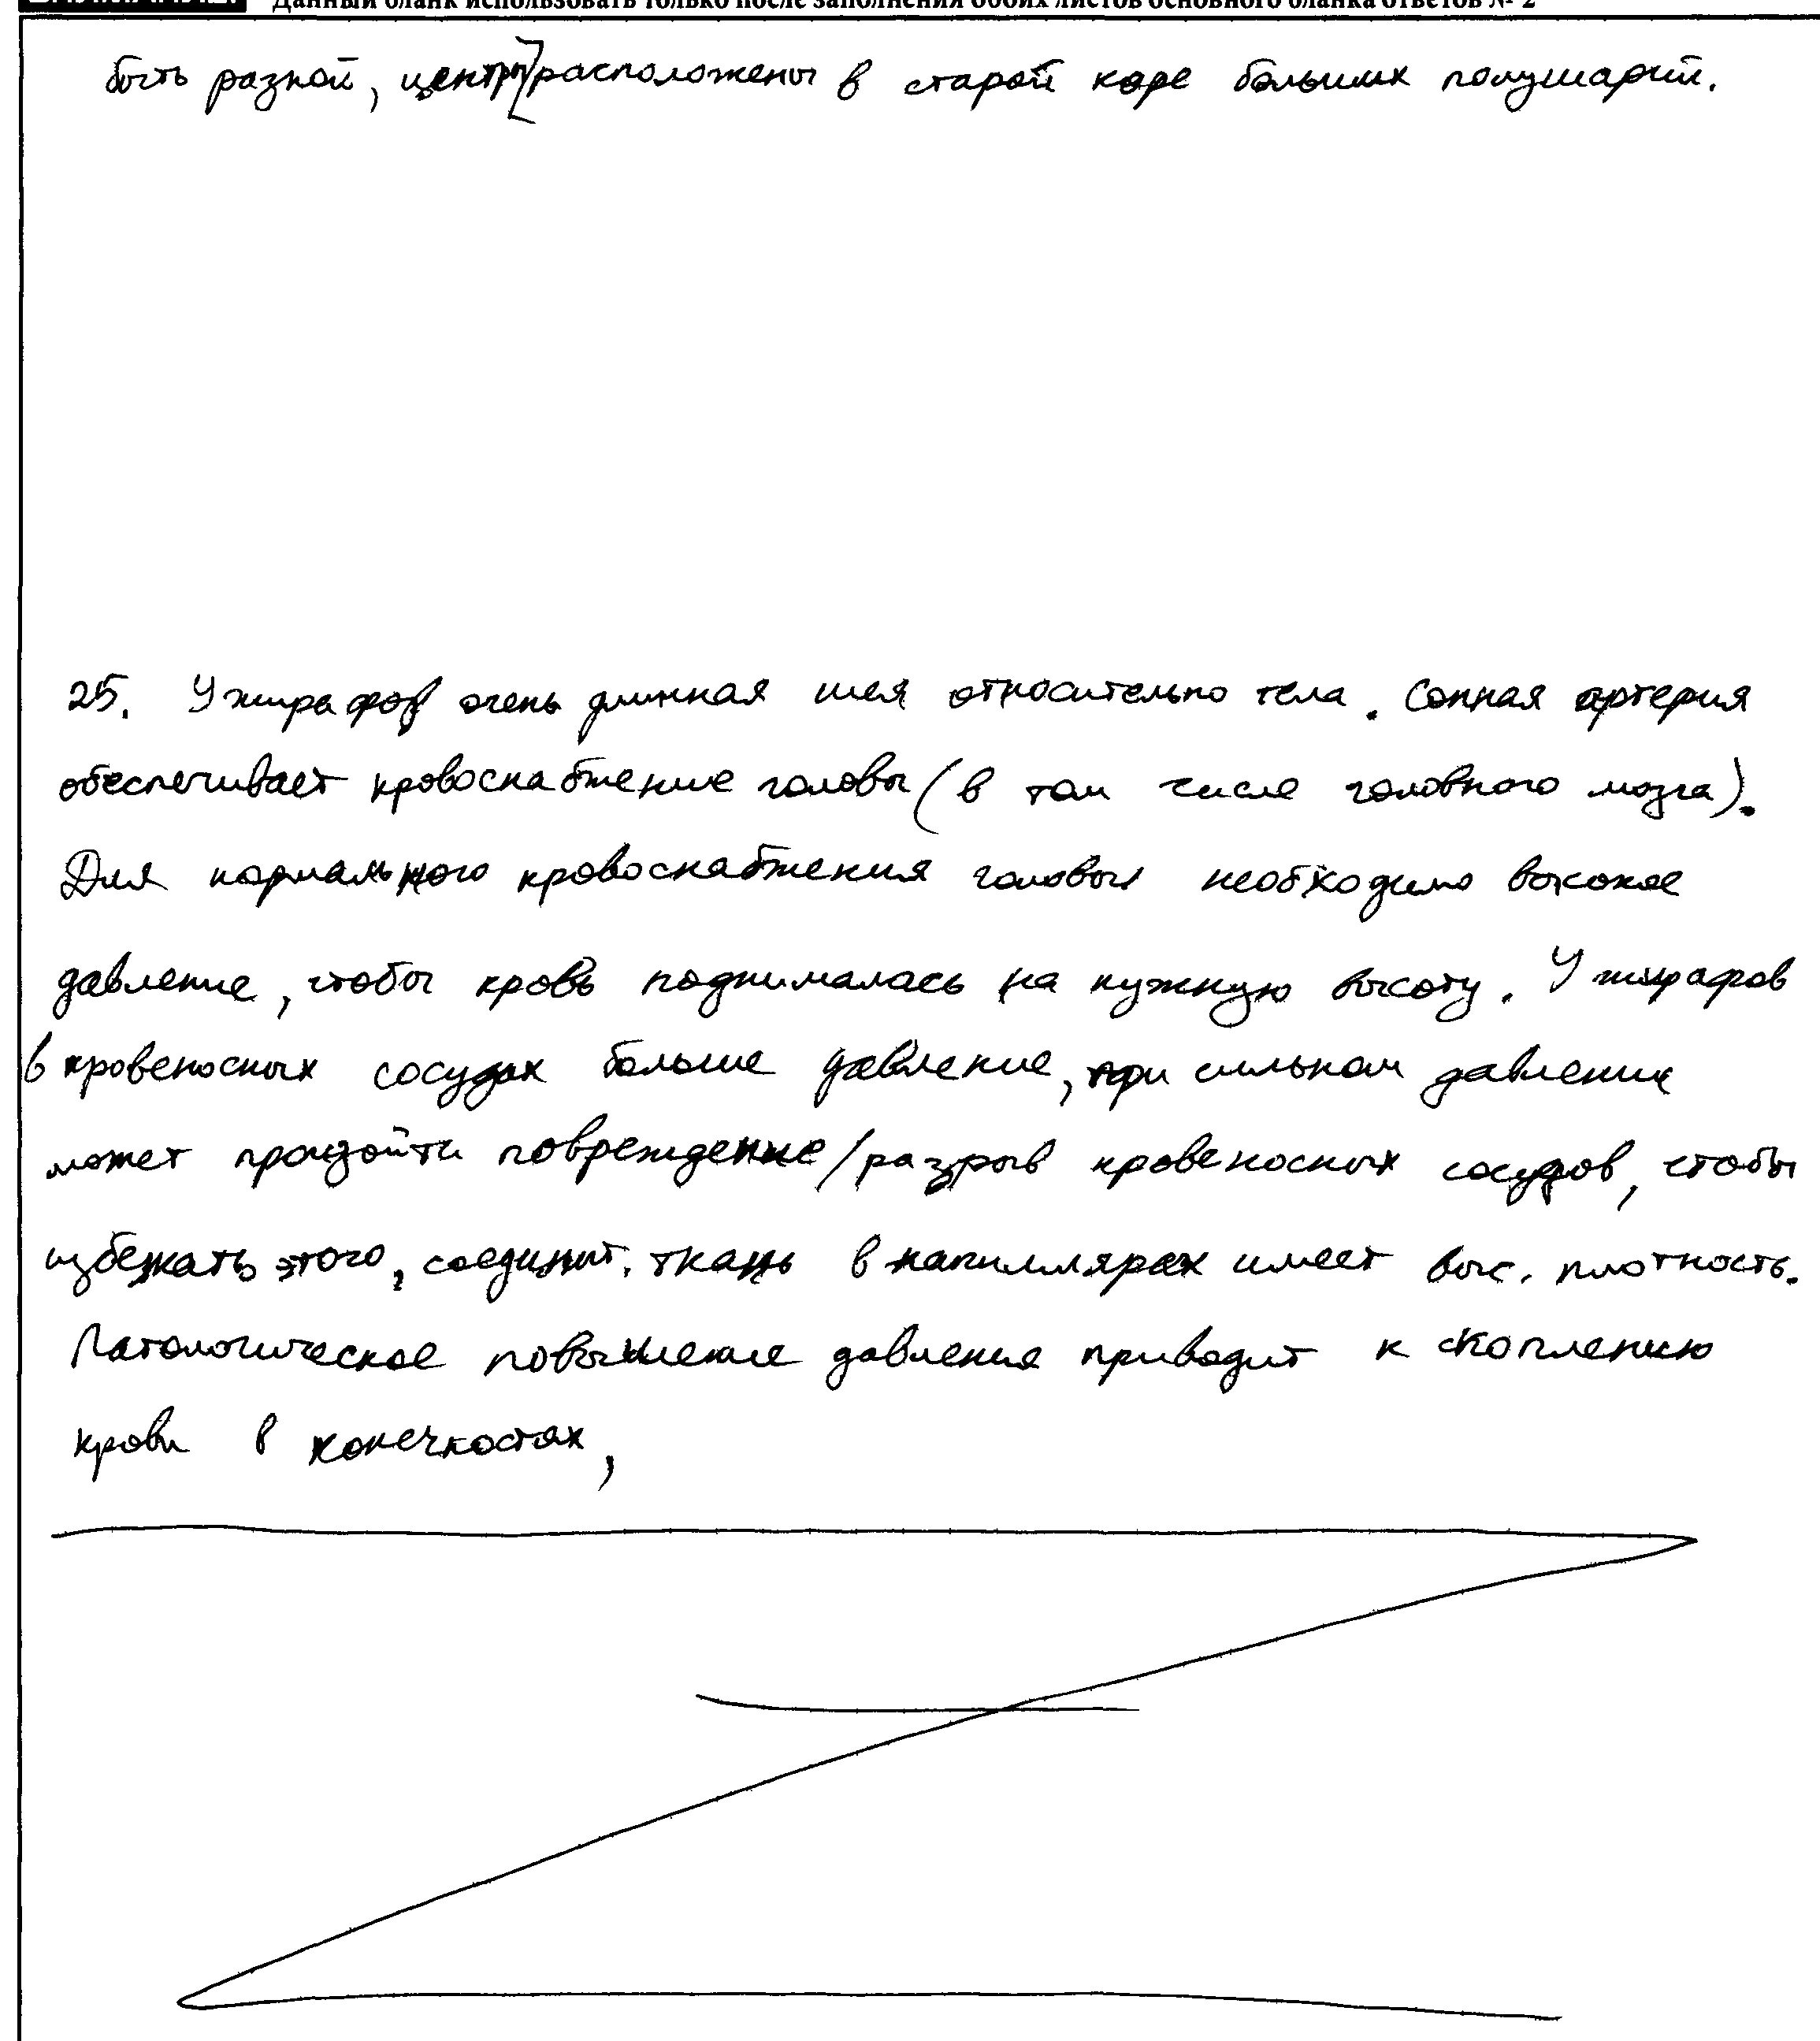 Данный бланк использовать только после заполнения обоих листов основного бланка ответов № 2
быть разной, центры расположены в старой коре больших полушарий.
25. У жирафов очень длинная шея относительно тела. Сонная артерия
обеспечивает кровоснабжение головы (в том числе головного мозга).
Для нормального кровоснабжения головы необходимо высокое
давление, чтобы кровь поднималась на нужную высоту. У жирафов
в кровеносных сосудах больше давление, при сильном давлении
может произойти повреждение/разрыв кровеносных сосудов, чтобы
избежать этого, соединит. ткань в капиллярах имеет выс. плотность.
Патологическое повышение давления приводит к скоплению
крови в конечностях,